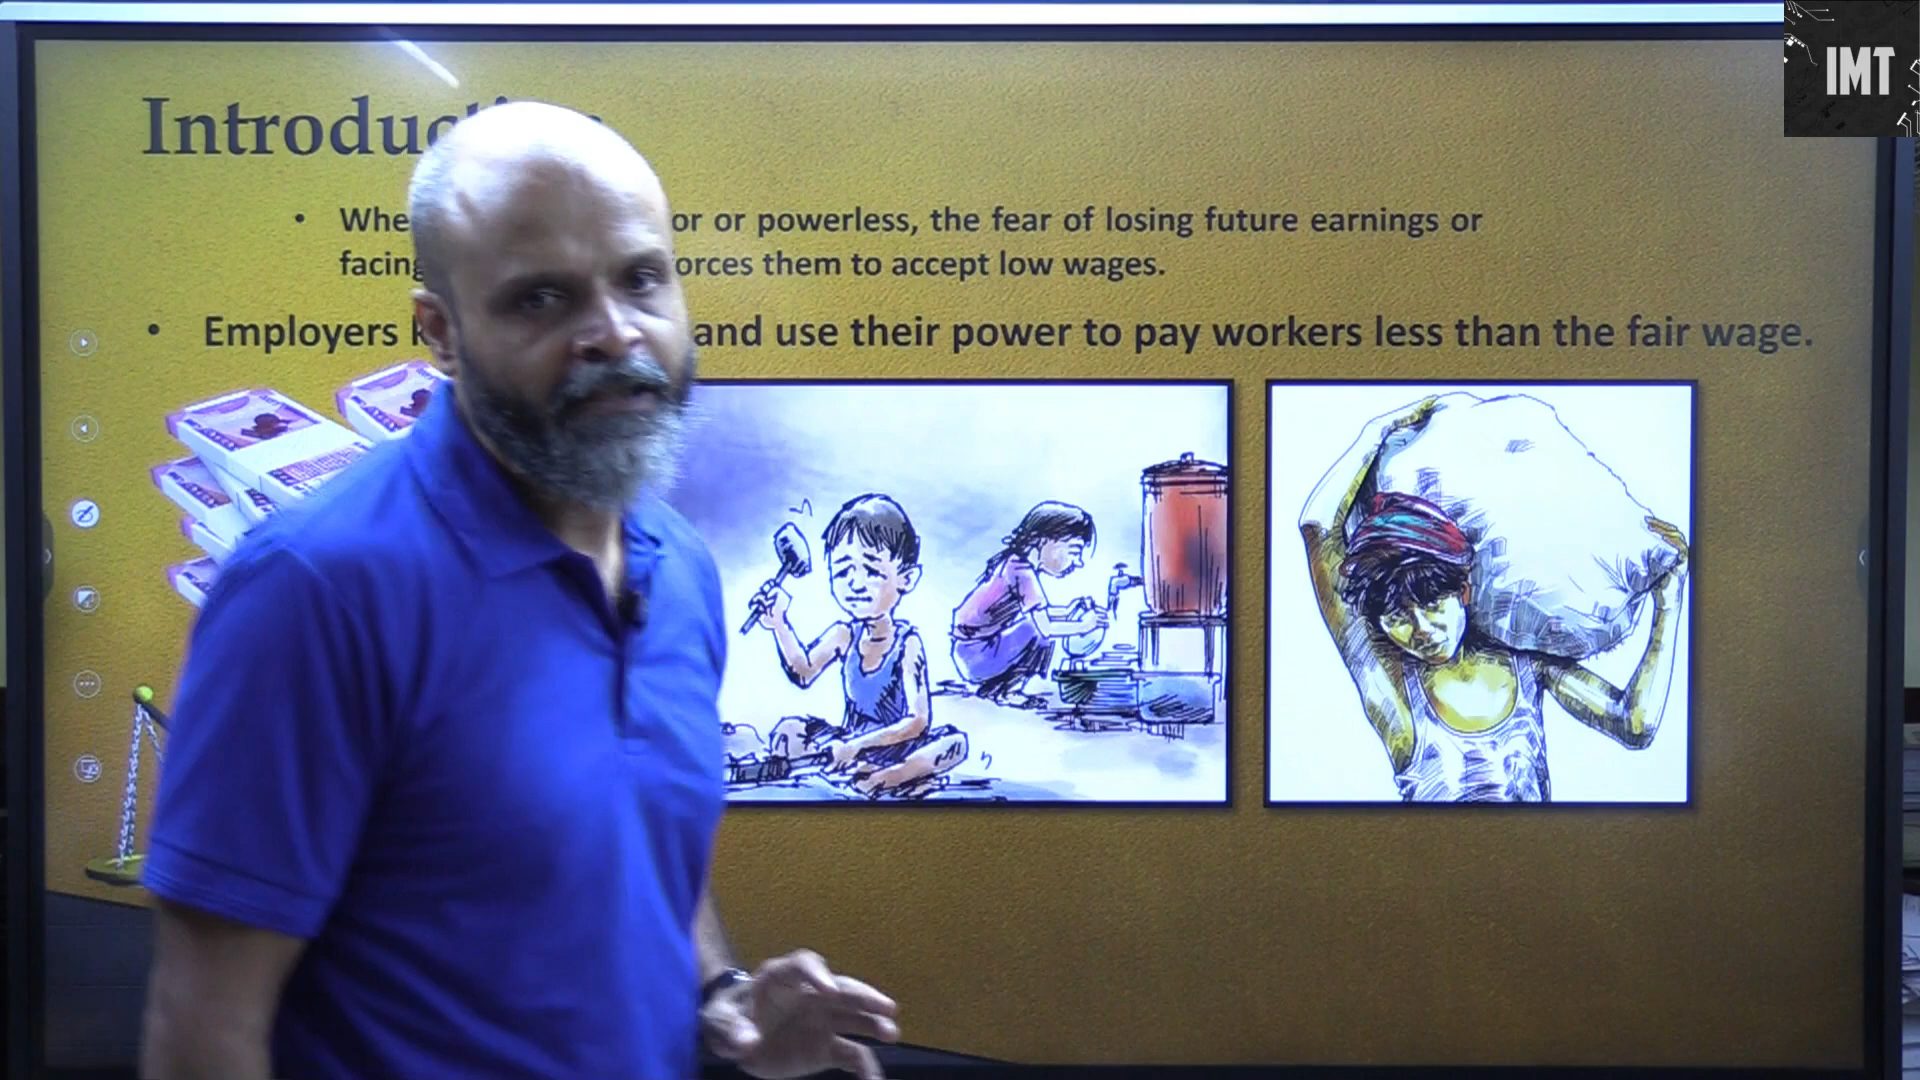 IMT
Introduc
• Whe or or powerless, the fear of losing future earnings or
facing orces them to accept low wages.
• Employers k and use their power to pay workers less than the fair wage.